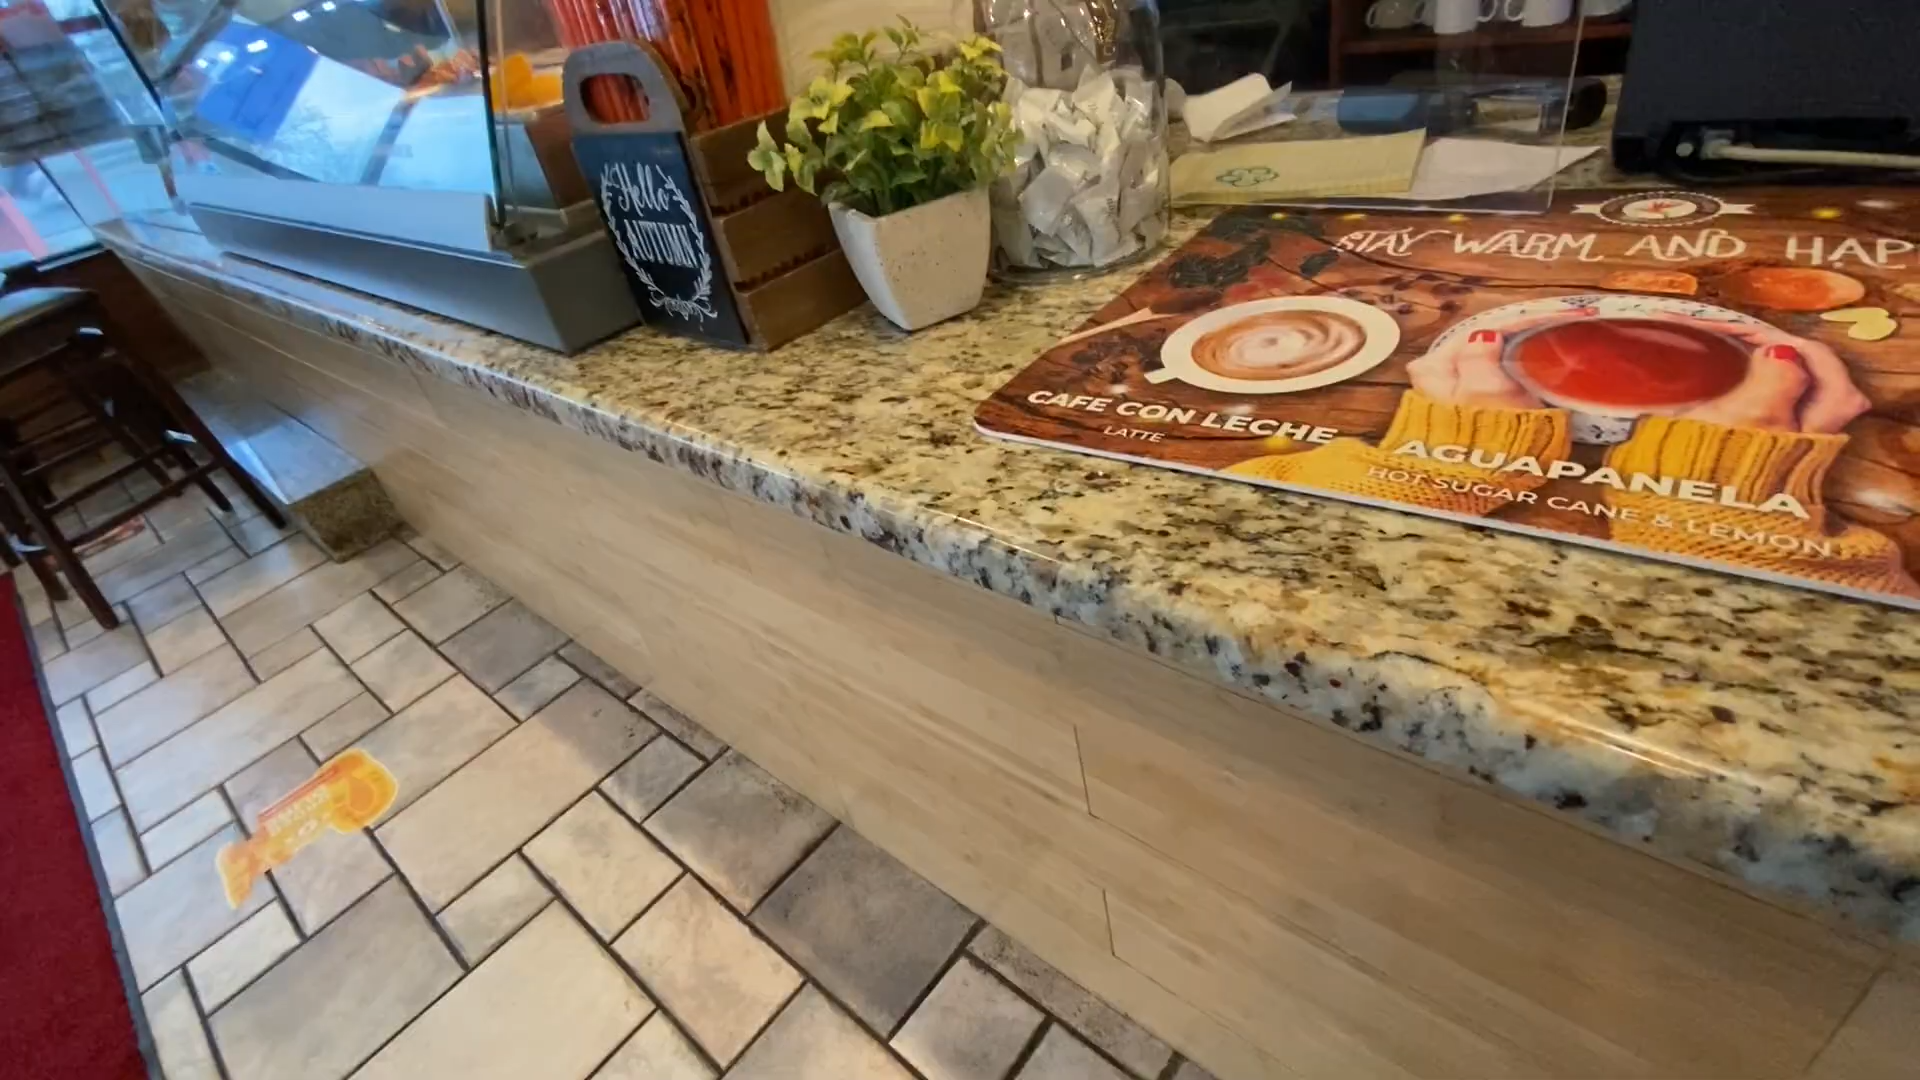 Hello
AUTUMN
STAY WARM AND HAP
CAFE CON LECHE
LATTE
AGUAPANELA
HOT SUGAR CANE & LEMON